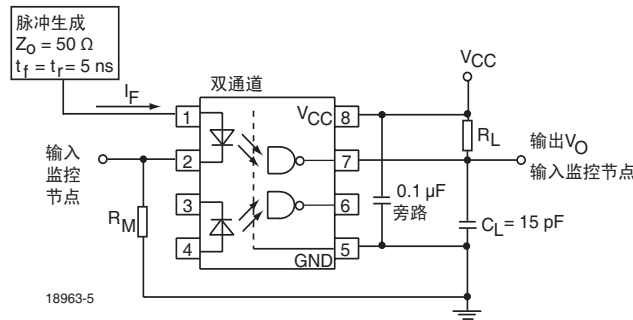 脉冲生成
ZO = 50 Ω
tf = tr = 5 ns
IF
双通道
VCC
1
VCC
8
RL
输出VO
输入监控节点
输入
监控
节点
2
7
3
6
0.1 µF
旁路
RM
4
5
GND
CL = 15 pF
18963-5